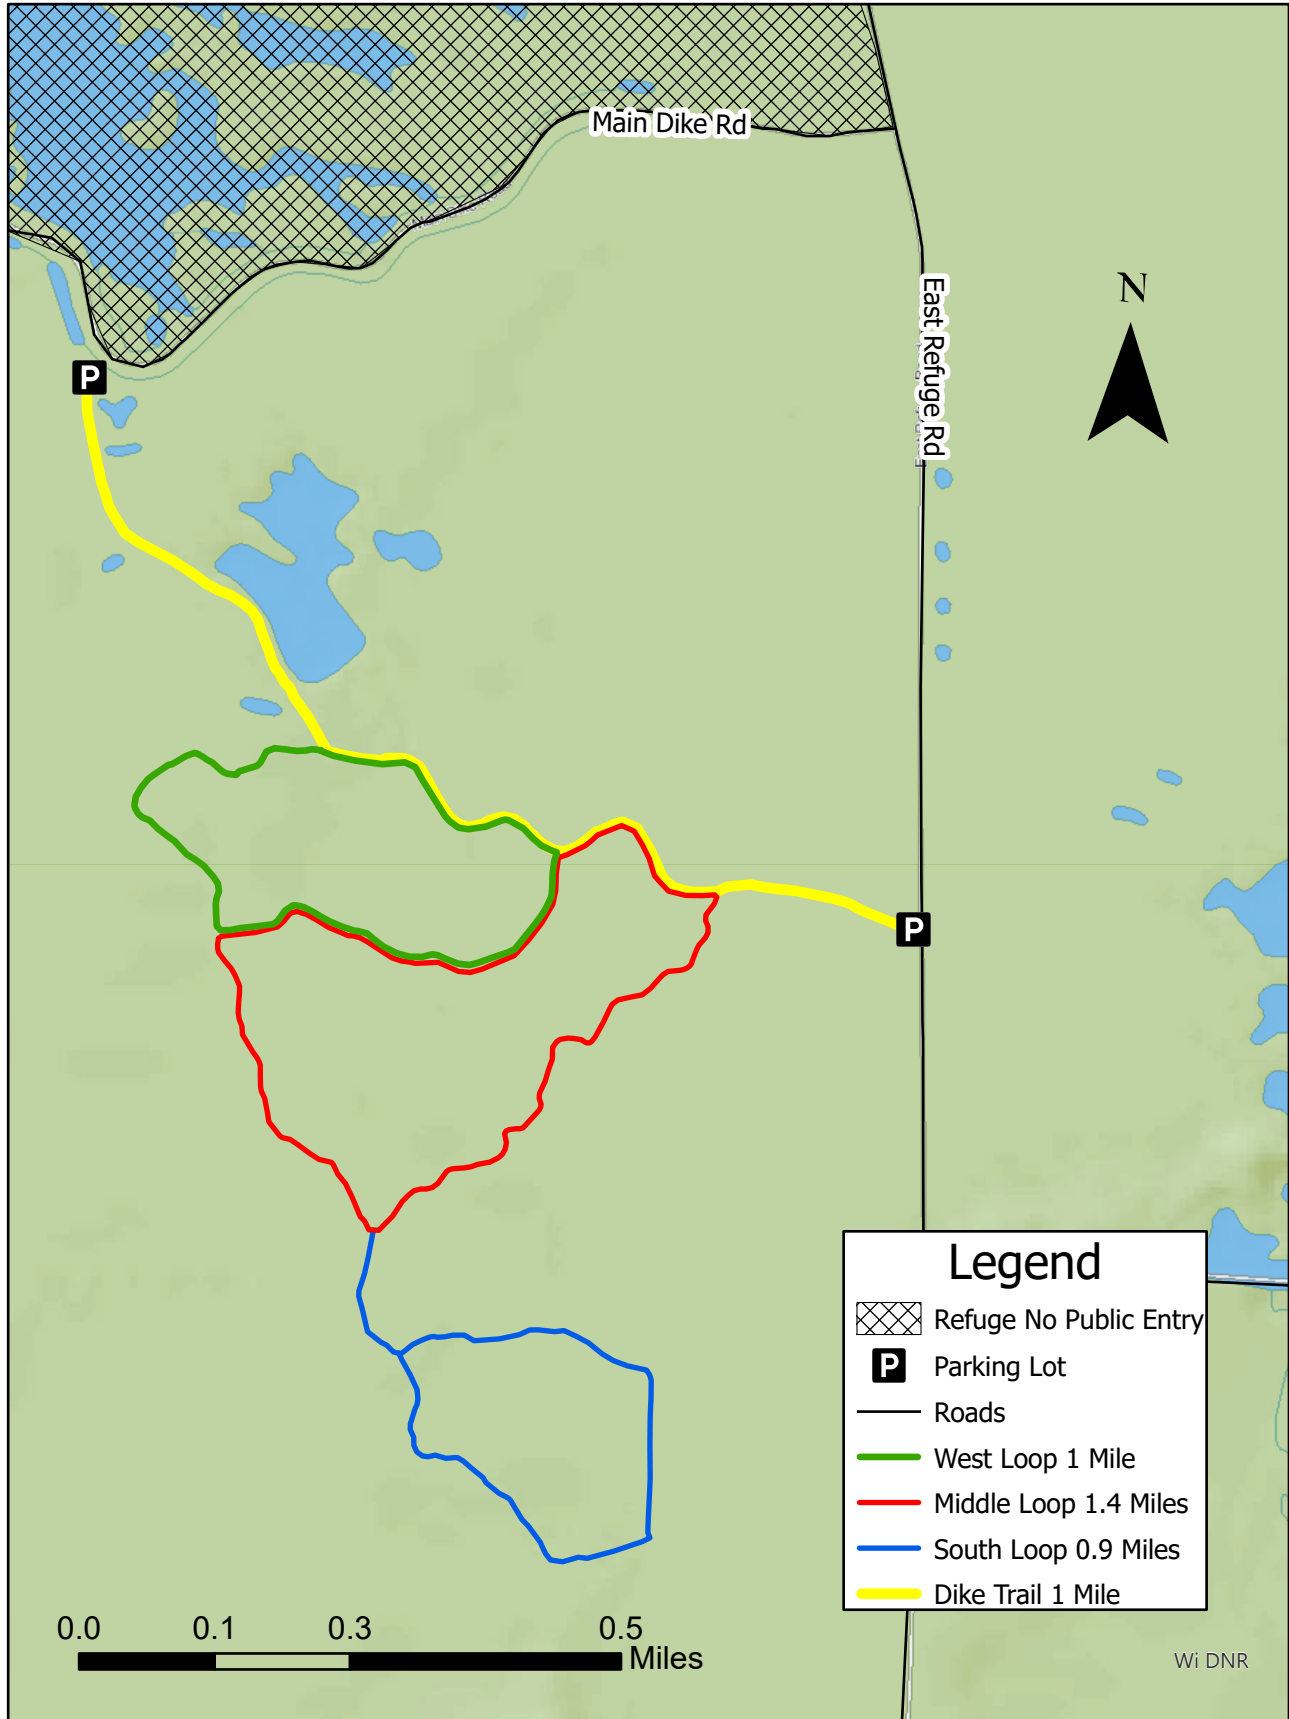 Main Dike Rd
East Refuge Rd
N
P
P
Legend
Refuge No Public Entry
P
Parking Lot
Roads
West Loop 1 Mile
Middle Loop 1.4 Miles
South Loop 0.9 Miles
Dike Trail 1 Mile
0.0 0.1 0.3 0.5
Miles
Wi DNR